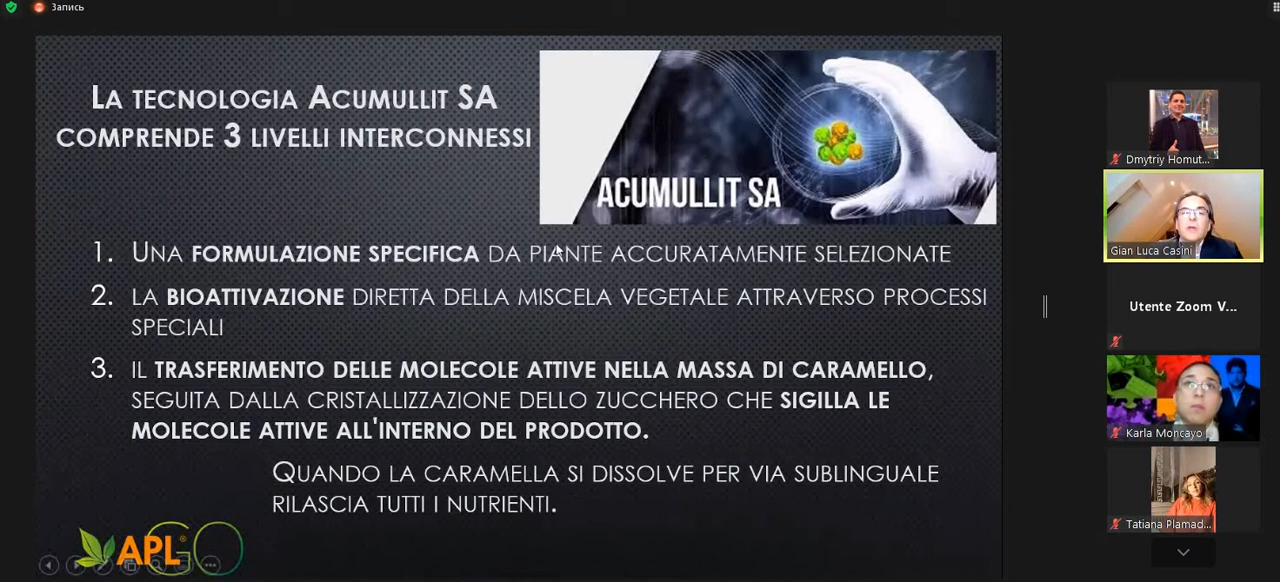 Запись
LA TECNOLOGIA ACUMULLIT SA
COMPRENDE 3 LIVELLI INTERCONNESSI
ACUMULLIT SA
1. UNA FORMULAZIONE SPECIFICA DA PIANTE ACCURATAMENTE SELEZIONATE
2. LA BIOATTIVAZIONE DIRETTA DELLA MISCELA VEGETALE ATTRAVERSO PROCESSI
SPECIALI
3. IL TRASFERIMENTO DELLE MOLECOLE ATTIVE NELLA MASSA DI CARAMELLO,
SEGUITA DALLA CRISTALLIZZAZIONE DELLO ZUCCHERO CHE SIGILLA LE
MOLECOLE ATTIVE ALL'INTERNO DEL PRODOTTO.
QUANDO LA CARAMELLA SI DISSOLVE PER VIA SUBLINGUALE
RILASCIA TUTTI I NUTRIENTI.
APL GO
Dmytriy Homut...
Gian Luca Casini
Utente Zoom V...
Karla Moncayo
Tatiana Plamad...